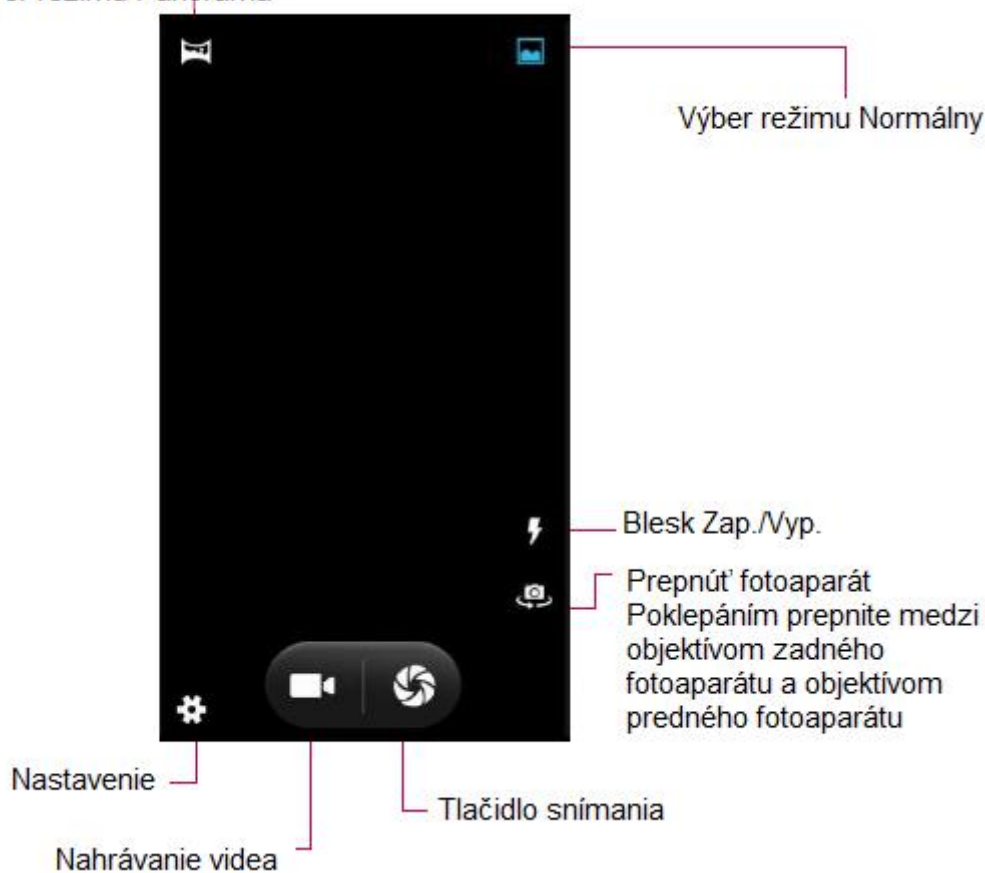 Výber režimu Normálny
Blesk Zap./Vyp.
Prepnúť fotoaparát
Poklepáním prepnite medzi
objektívom zadného
fotoaparátu a objektívom
predného fotoaparátu
Nastavenie
Tlačidlo snímania
Nahrávanie videa